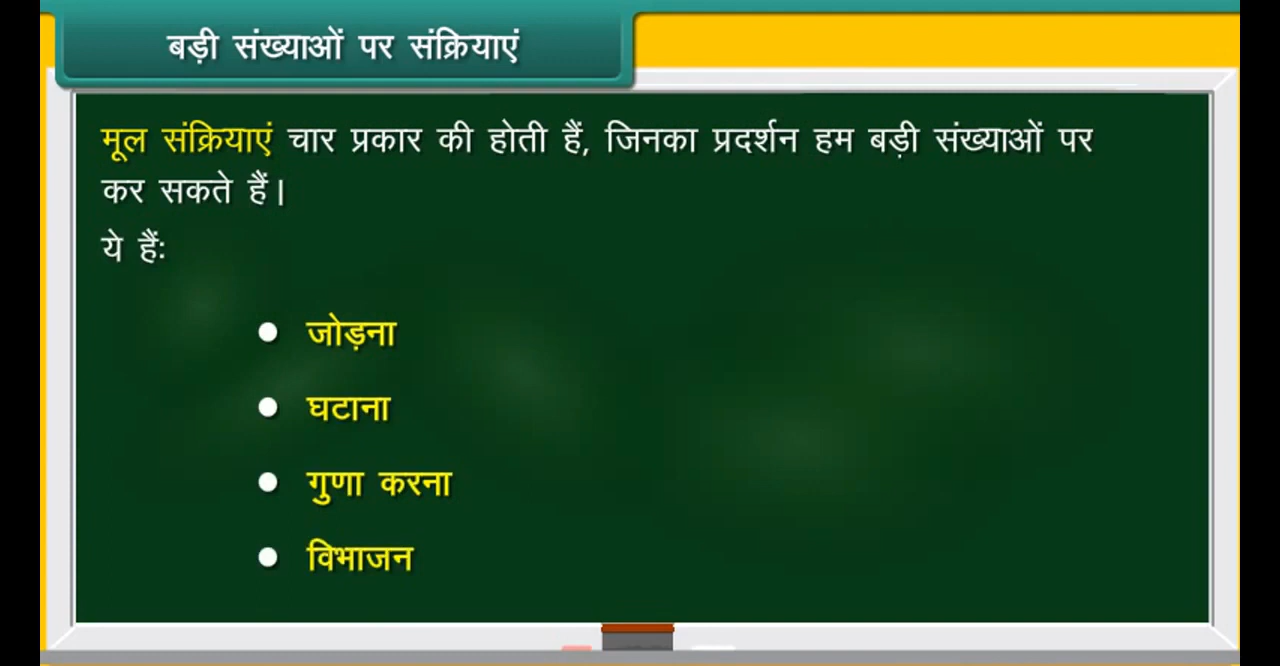 बड़ी संख्याओं पर संक्रियाएं
मूल संक्रियाएं चार प्रकार की होती हैं, जिनका प्रदर्शन हम बड़ी संख्याओं पर
कर सकते हैं।
ये हैं:
• जोड़ना
• घटाना
• गुणा करना
• विभाजन